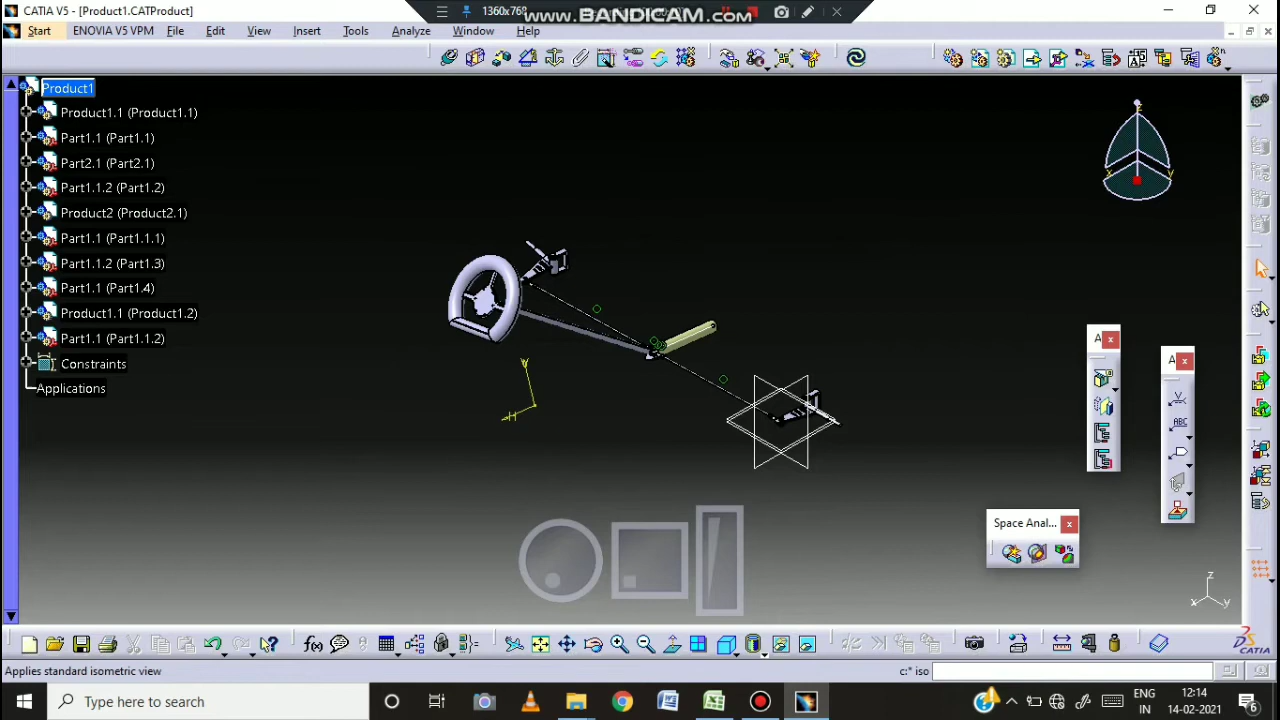 CATIA V5 - [Product1.CATProduct]
1360x768
www.BANDICAM.com
Start ENOVIA V5 VPM File Edit View Insert Tools Analyze Window Help
Product1
Product1.1 (Product1.1)
Part1.1 (Part1.1)
Part2.1 (Part2.1)
Part1.1.2 (Part1.2)
Product2 (Product2.1)
Part1.1 (Part1.1.1)
Part1.1.2 (Part1.3)
Part1.1 (Part1.4)
Product1.1 (Product1.2)
Part1.1 (Part1.1.2)
Constraints
Applications
z
x y
V
H
A
A
ABC
Space Anal...
z
x y
f(x)
CATIA
Applies standard isometric view
c:* iso
Type here to search
ENG
IN
12:14
14-02-2021
6